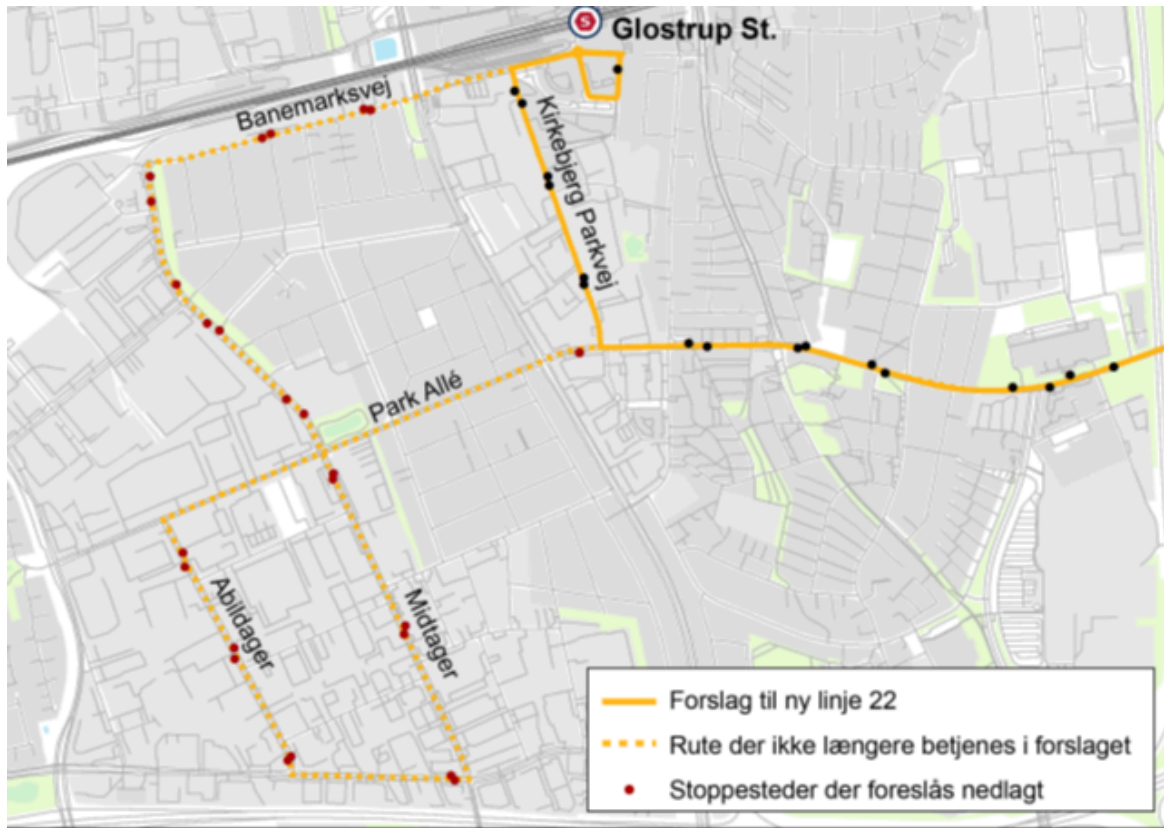 S
Glostrup St.
Banemarksvej
Kirkebjerg Parkvej
Park Allé
Abildager
Midtager
Forslag til ny linje 22
Rute der ikke længere betjenes i forslaget
Stoppesteder der foreslås nedlagt